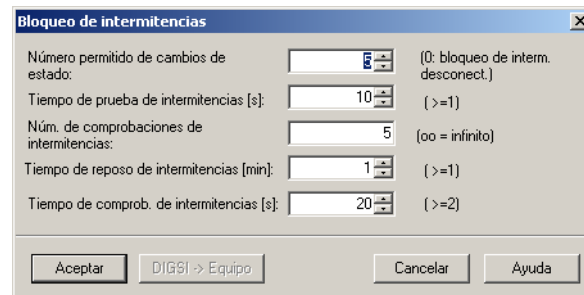 Bloqueo de intermitencias
Número permitido de cambios de
estado:
5
(0: bloqueo de interm.
desconect.)
Tiempo de prueba de intermitencias [s]:
10
(>=1)
Núm. de comprobaciones de
intermitencias:
5
(oo = infinito)
Tiempo de reposo de intermitencias [min]:
1
(>=1)
Tiempo de comprob. de intermitencias [s]:
20
(>=2)
Aceptar
DIGSI -> Equipo
Cancelar
Ayuda